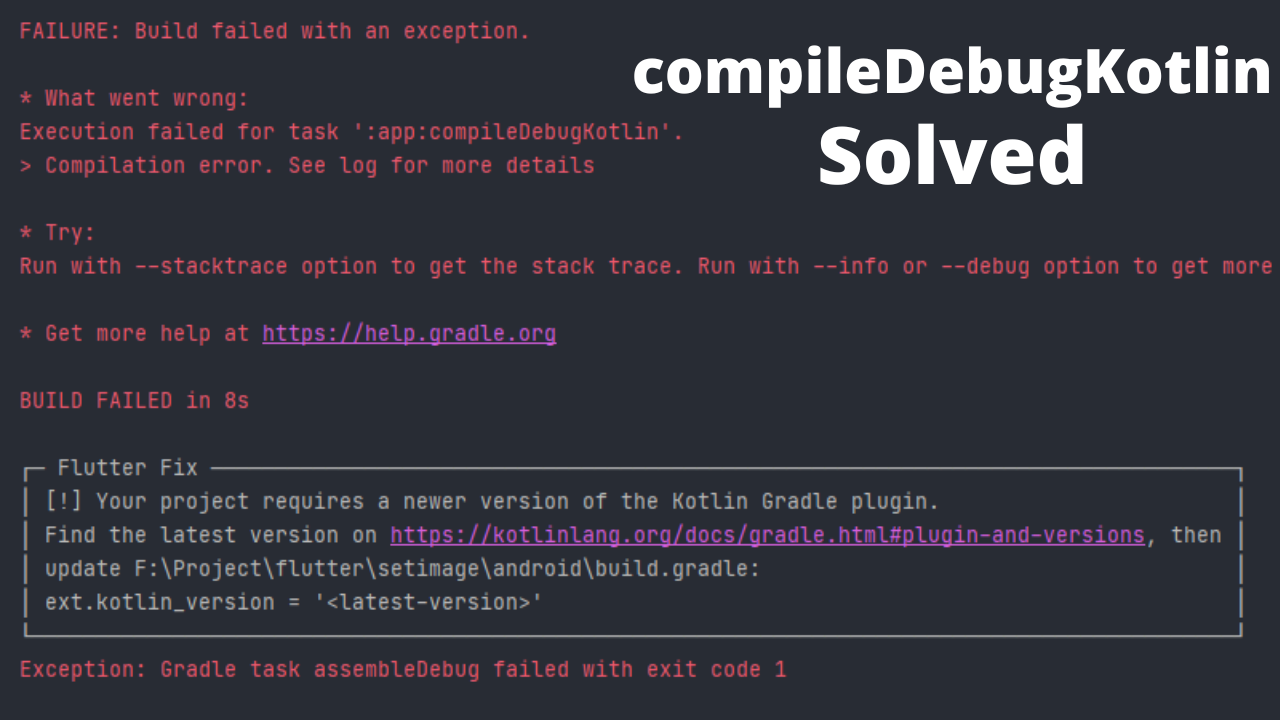 FAILURE: Build failed with an exception.
compileDebugKotlin
Solved
* What went wrong:
Execution failed for task ':app:compileDebugKotlin'.
> Compilation error. See log for more details
* Try:
Run with --stacktrace option to get the stack trace. Run with --info or --debug option to get more
* Get more help at https://help.gradle.org
BUILD FAILED in 8s
Flutter Fix
[!] Your project requires a newer version of the Kotlin Gradle plugin.
Find the latest version on https://kotlinlang.org/docs/gradle.html#plugin-and-versions, then
update F:\Project\flutter\setimage\android\build.gradle:
ext.kotlin_version = '<latest-version>'
Exception: Gradle task assembleDebug failed with exit code 1